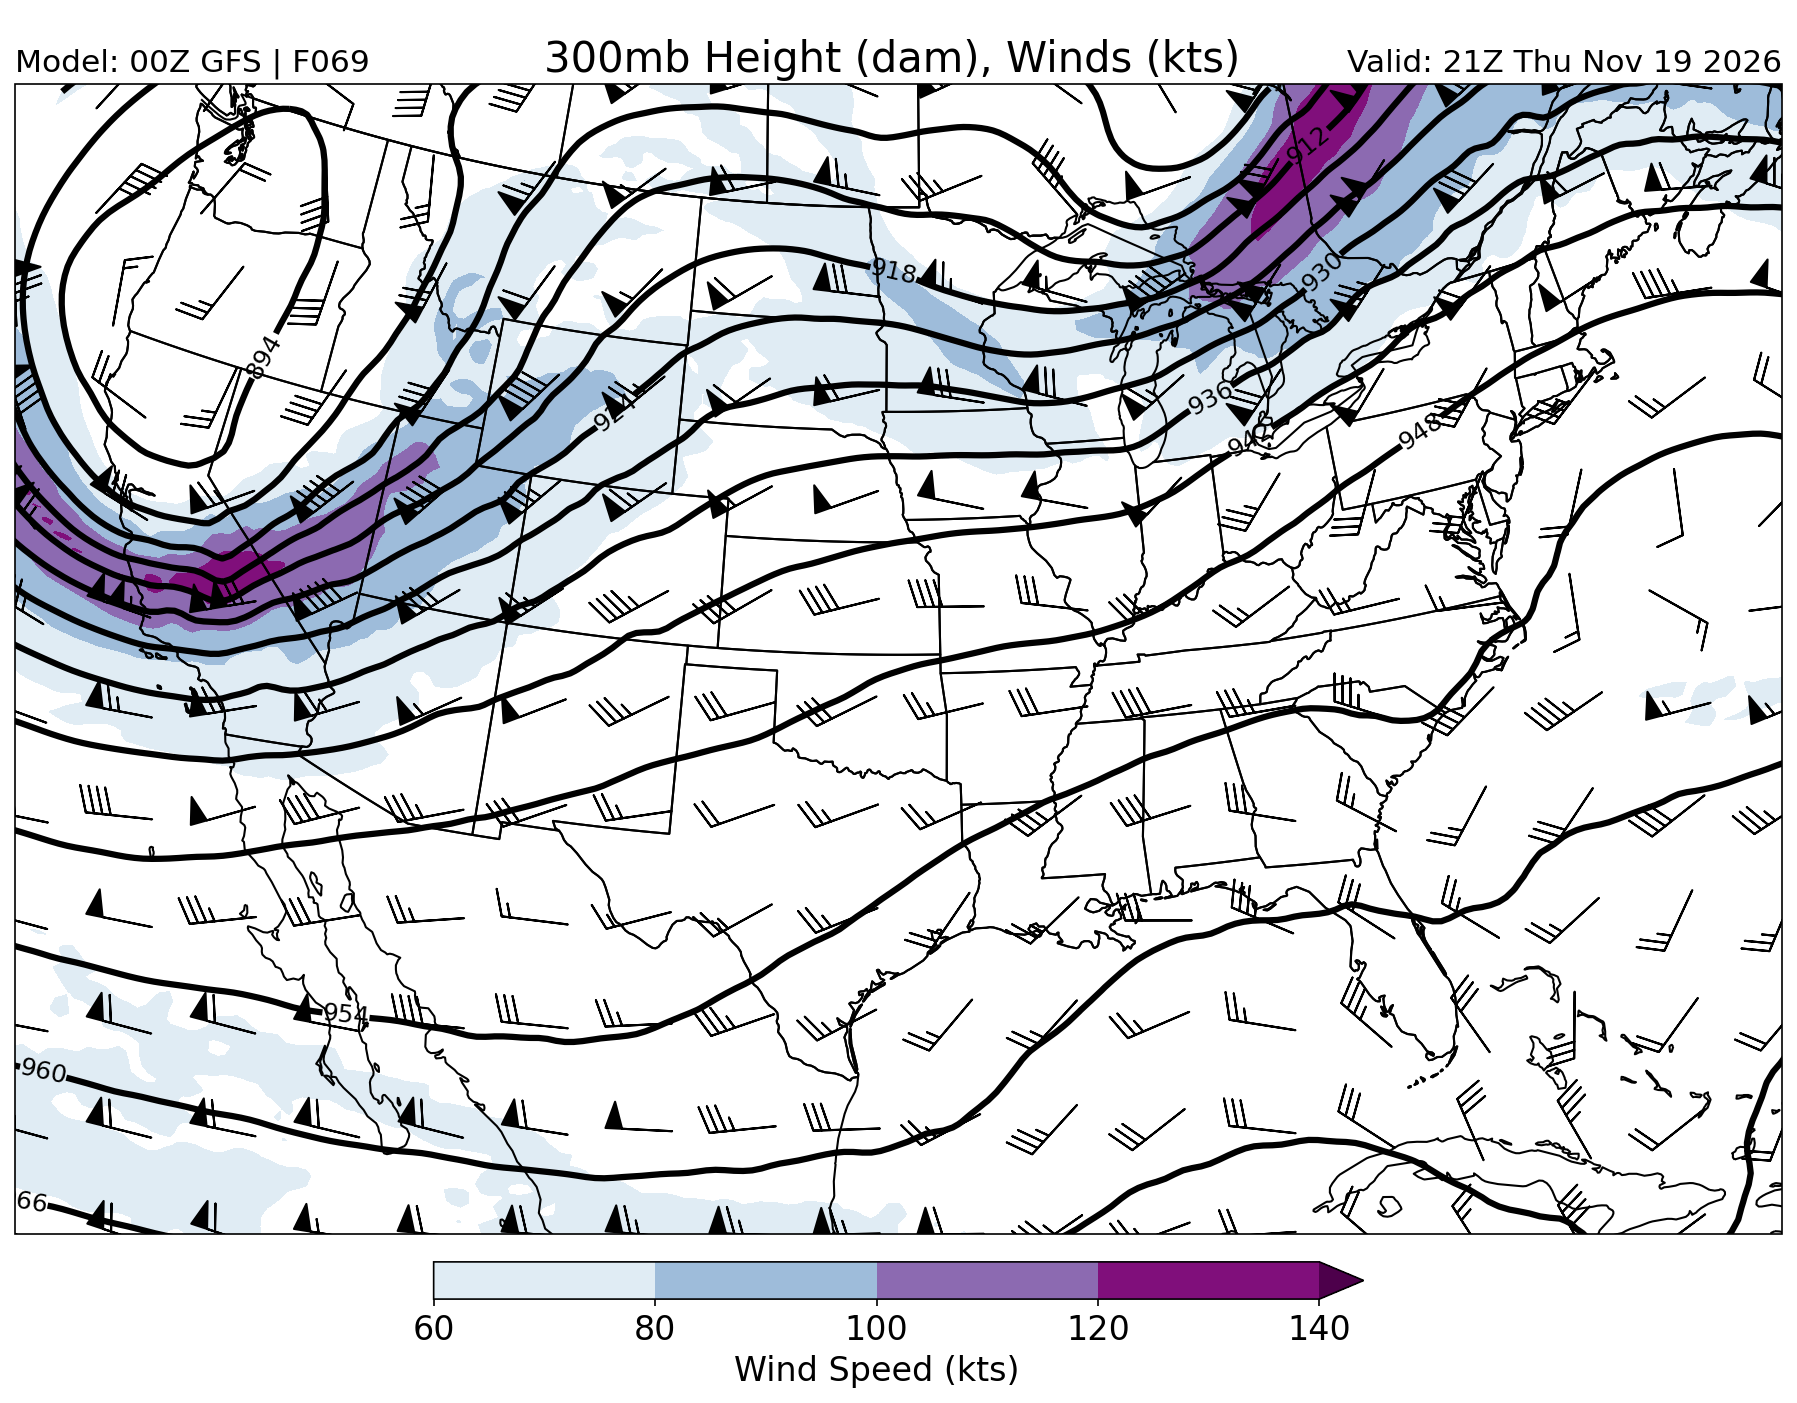 Model: 00Z GFS | F069
300mb Height (dam), Winds (kts)
Valid: 21Z Thu Nov 19 2026
912
918
930
894
924
936
942
948
954
960
66
60 80 100 120 140
Wind Speed (kts)